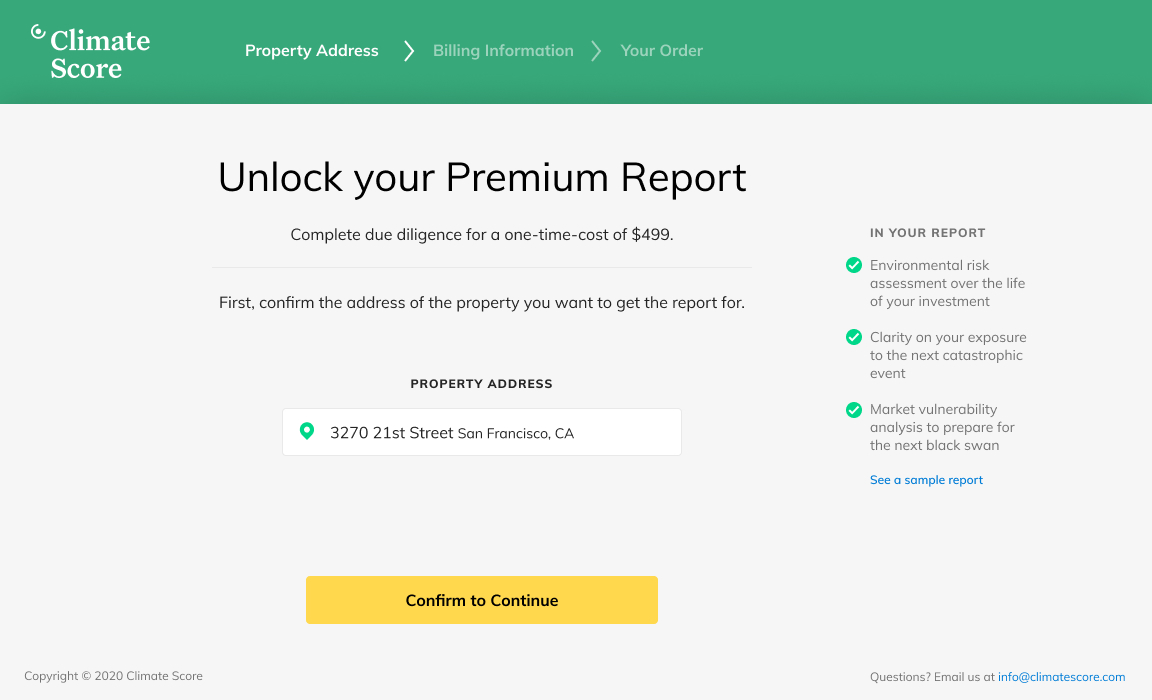 Climate
Score
Property Address
Billing Information
Your Order
Unlock your Premium Report
Complete due diligence for a one-time-cost of $499.
First, confirm the address of the property you want to get the report for.
PROPERTY ADDRESS
3270 21st Street San Francisco, CA
Confirm to Continue
IN YOUR REPORT
Environmental risk
assessment over the life
of your investment
Clarity on your exposure
to the next catastrophic
event
Market vulnerability
analysis to prepare for
the next black swan
See a sample report
Copyright © 2020 Climate Score
Questions? Email us at info@climatescore.com